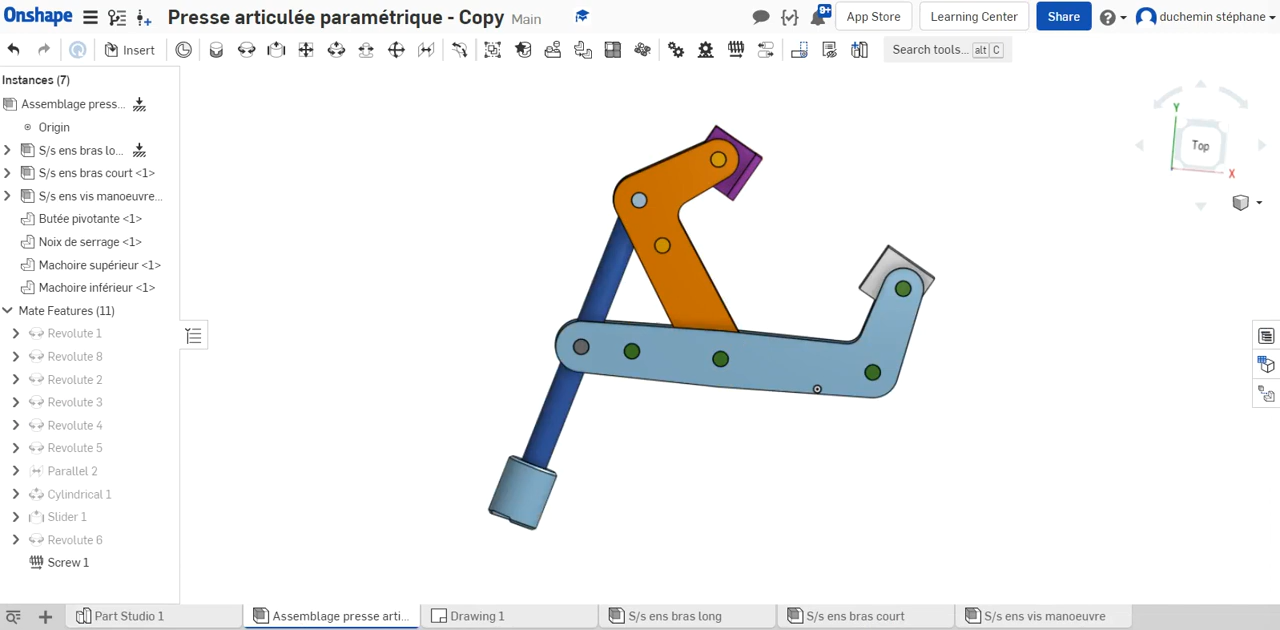 Onshape Presse articulée paramétrique - Copy Main 9+ App Store Learning Center Share duchemin stéphane
Insert Search tools... alt C
Instances (7)
Assemblage press...
Origin
S/s ens bras lo...
S/s ens bras court <1>
S/s ens vis manoeuvre...
Butée pivotante <1>
Noix de serrage <1>
Machoire supérieur <1>
Machoire inférieur <1>
Mate Features (11)
Revolute 1
Revolute 8
Revolute 2
Revolute 3
Revolute 4
Revolute 5
Parallel 2
Cylindrical 1
Slider 1
Revolute 6
Screw 1
Y
Top
X
Part Studio 1 Assemblage presse arti... Drawing 1 S/s ens bras long S/s ens bras court S/s ens vis manoeuvre